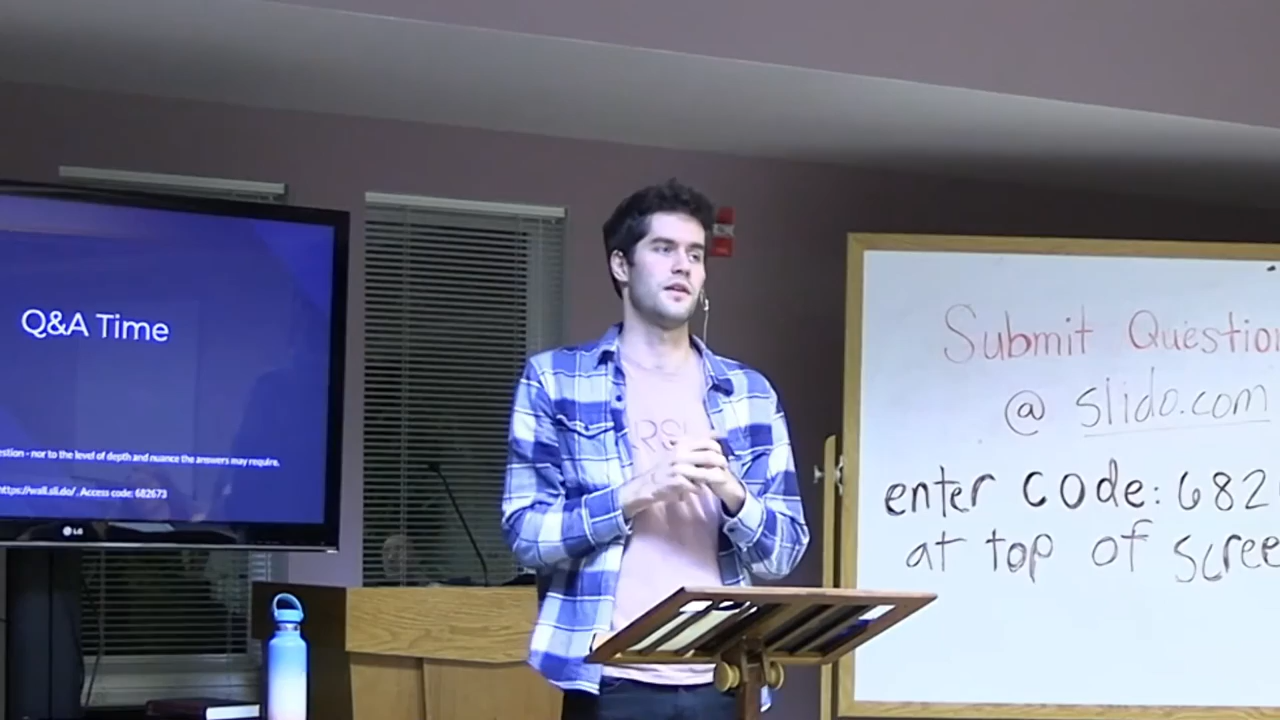 Q&A Time
estion - nor to the level of depth and nuance the answers may require.
https://wall.sli.do/. Access code: 682673
LG
Submit Question
@ slido.com
enter code: 682
at top of scree